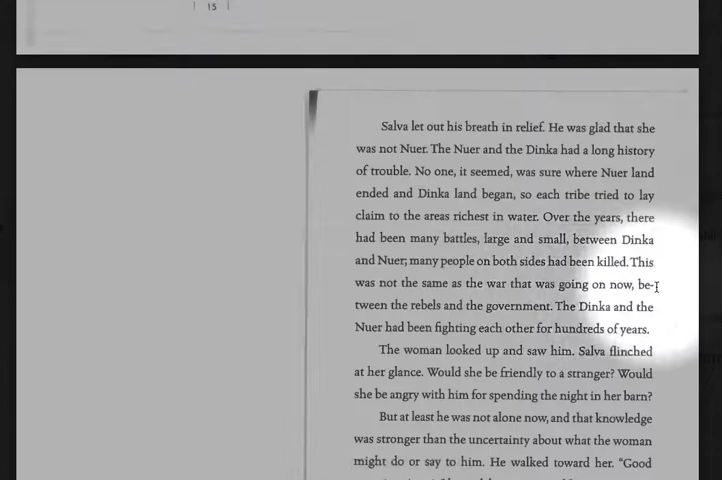 | 15 |
Salva let out his breath in relief. He was glad that she
was not Nuer. The Nuer and the Dinka had a long history
of trouble. No one, it seemed, was sure where Nuer land
ended and Dinka land began, so each tribe tried to lay
claim to the areas richest in water. Over the years, there
had been many battles, large and small, between Dinka
and Nuer; many people on both sides had been killed. This
was not the same as the war that was going on now, be-
tween the rebels and the government. The Dinka and the
Nuer had been fighting each other for hundreds of years.
The woman looked up and saw him. Salva flinched
at her glance. Would she be friendly to a stranger? Would
she be angry with him for spending the night in her barn?
But at least he was not alone now, and that knowledge
was stronger than the uncertainty about what the woman
might do or say to him. He walked toward her. “Good